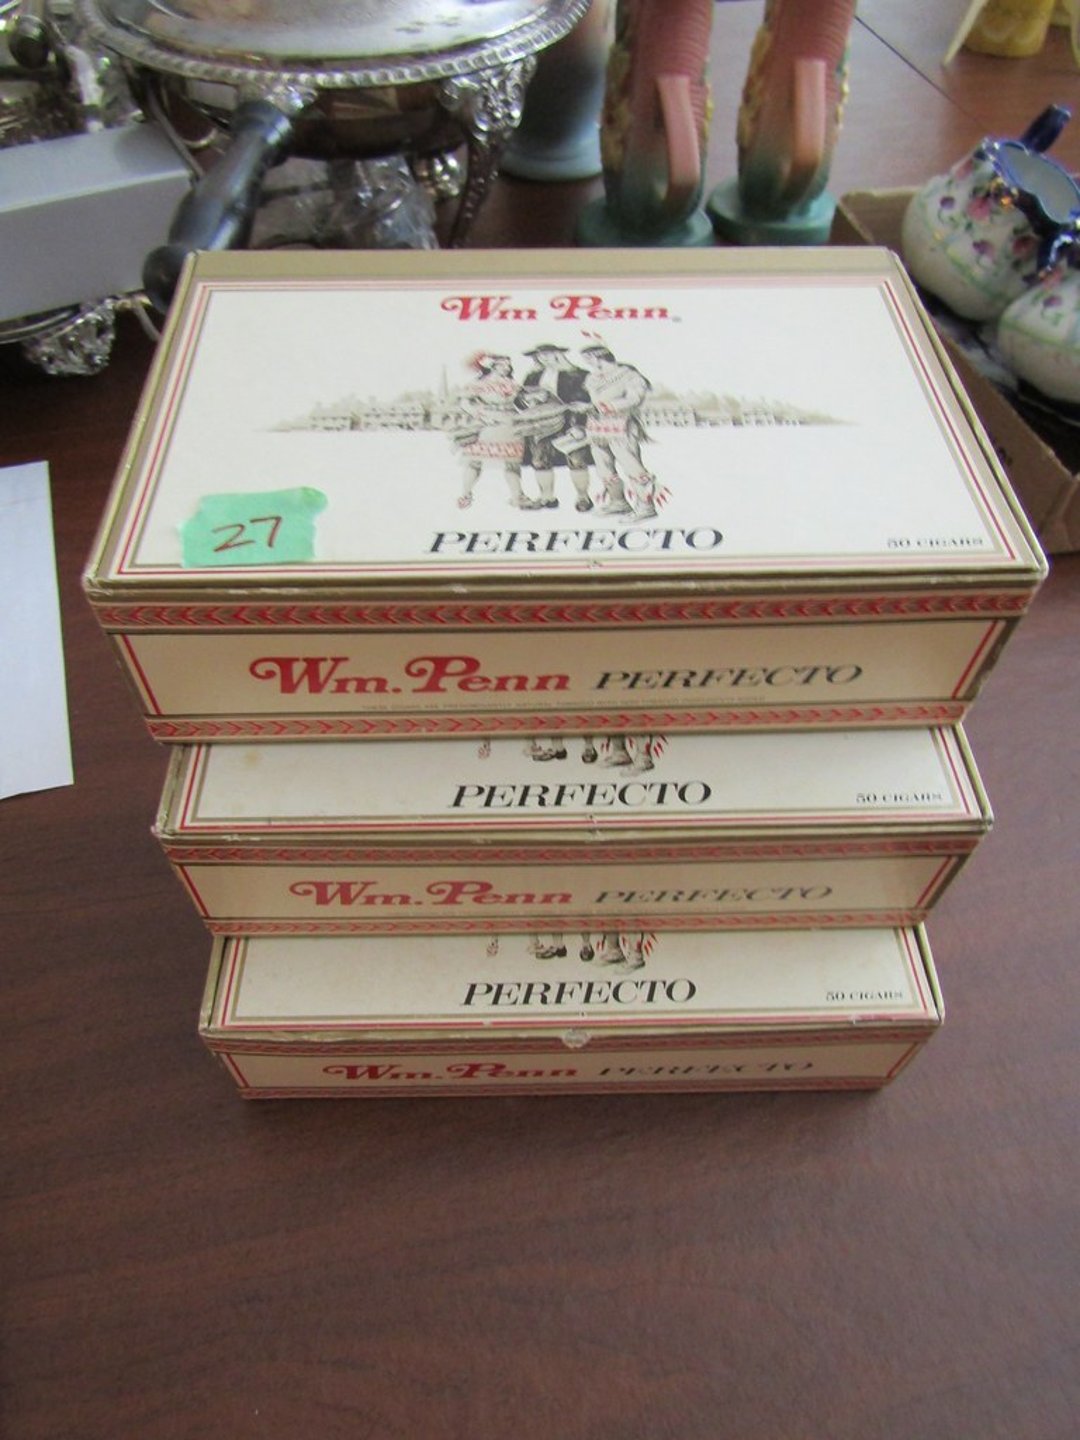 Wm Penn
27
PERFECTO
50 CIGARS
Wm. Penn PERFECTO
PERFECTO
50 CIGARS
Wm. Penn PERFECTO
PERFECTO
50 CIGARS
Wm. Penn PERFECTO